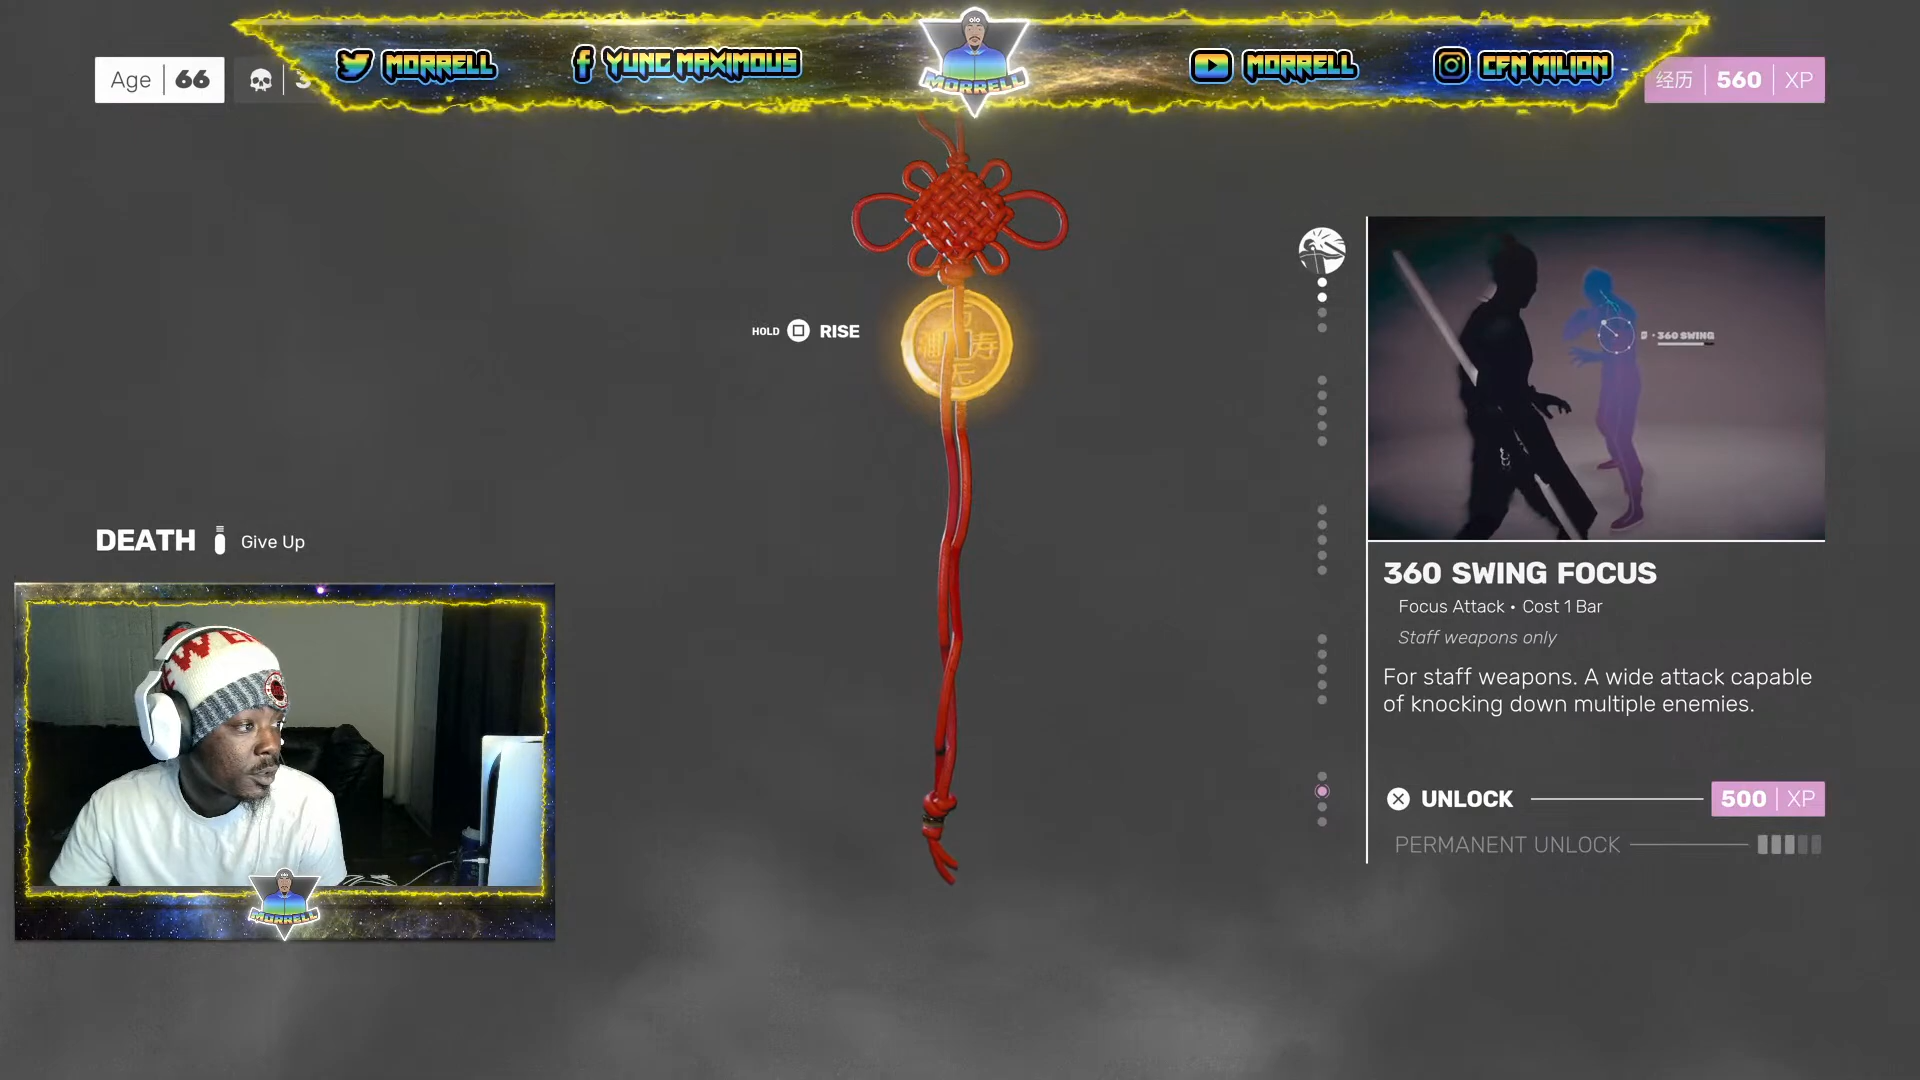 MORRELL
YUNG MAXIMOUS
MORRELL
MORRELL
CFN MILION
Age 66
经历 560 XP
HOLD RISE
360 SWING
DEATH Give Up
360 SWING FOCUS
Focus Attack • Cost 1 Bar
Staff weapons only
For staff weapons. A wide attack capable
of knocking down multiple enemies.
UNLOCK 500 XP
PERMANENT UNLOCK
MORRELL